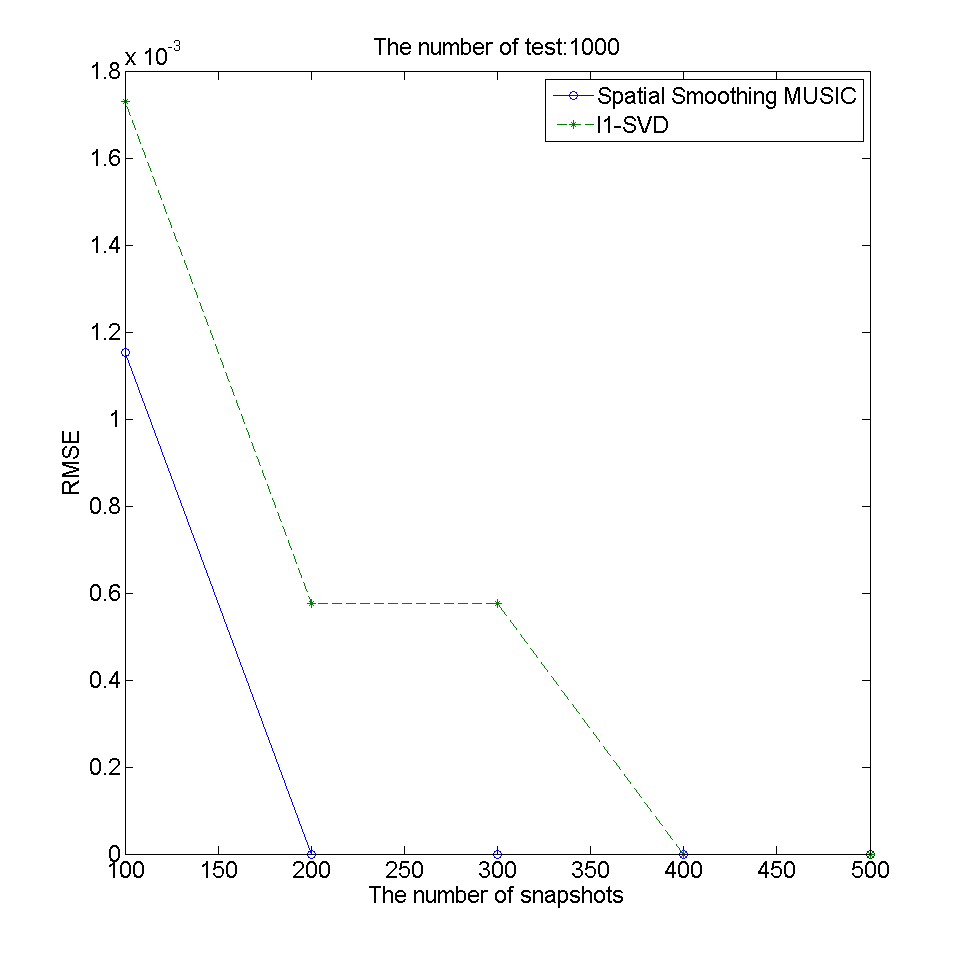 The number of test:1000
x 10-3
Spatial Smoothing MUSIC
l1-SVD
1.8
1.6
1.4
1.2
1
0.8
0.6
0.4
0.2
0
RMSE
100 150 200 250 300 350 400 450 500
The number of snapshots